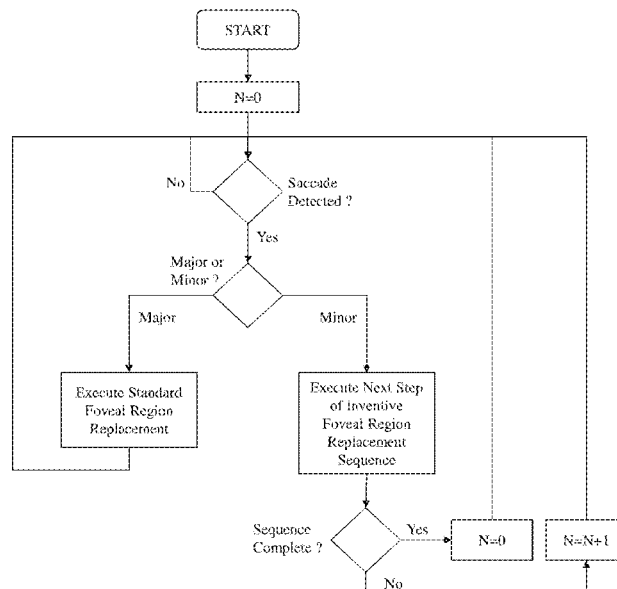 START
N=0
No
Saccade
Detected ?
Yes
Major or
Minor ?
Major
Minor
Execute Standard
Foveal Region
Replacement
Execute Next Step
of Inventive
Foveal Region
Replacement
Sequence
Sequence
Complete ?
Yes
N=0
N=N+1
No